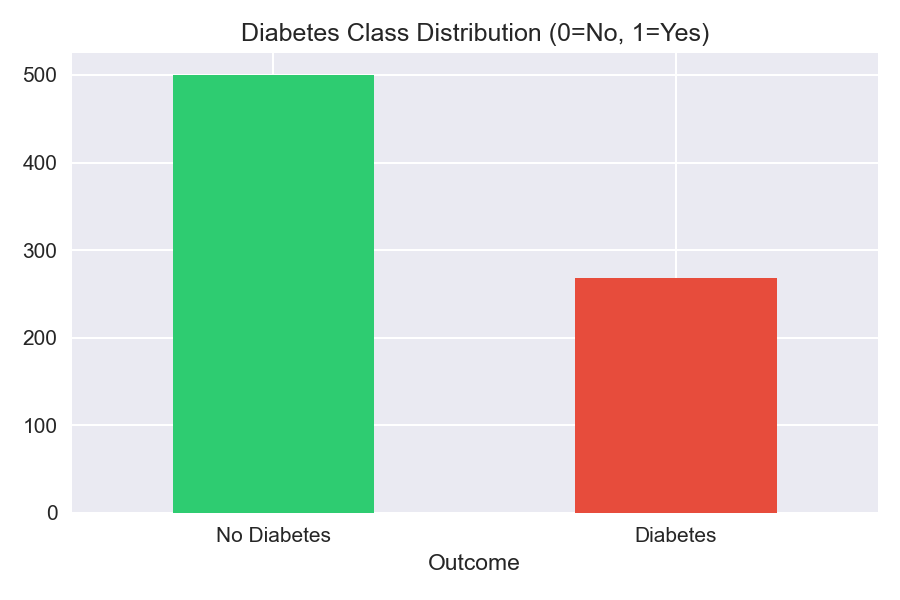 Diabetes Class Distribution (0=No, 1=Yes)
500
400
300
200
100
0
No Diabetes
Diabetes
Outcome